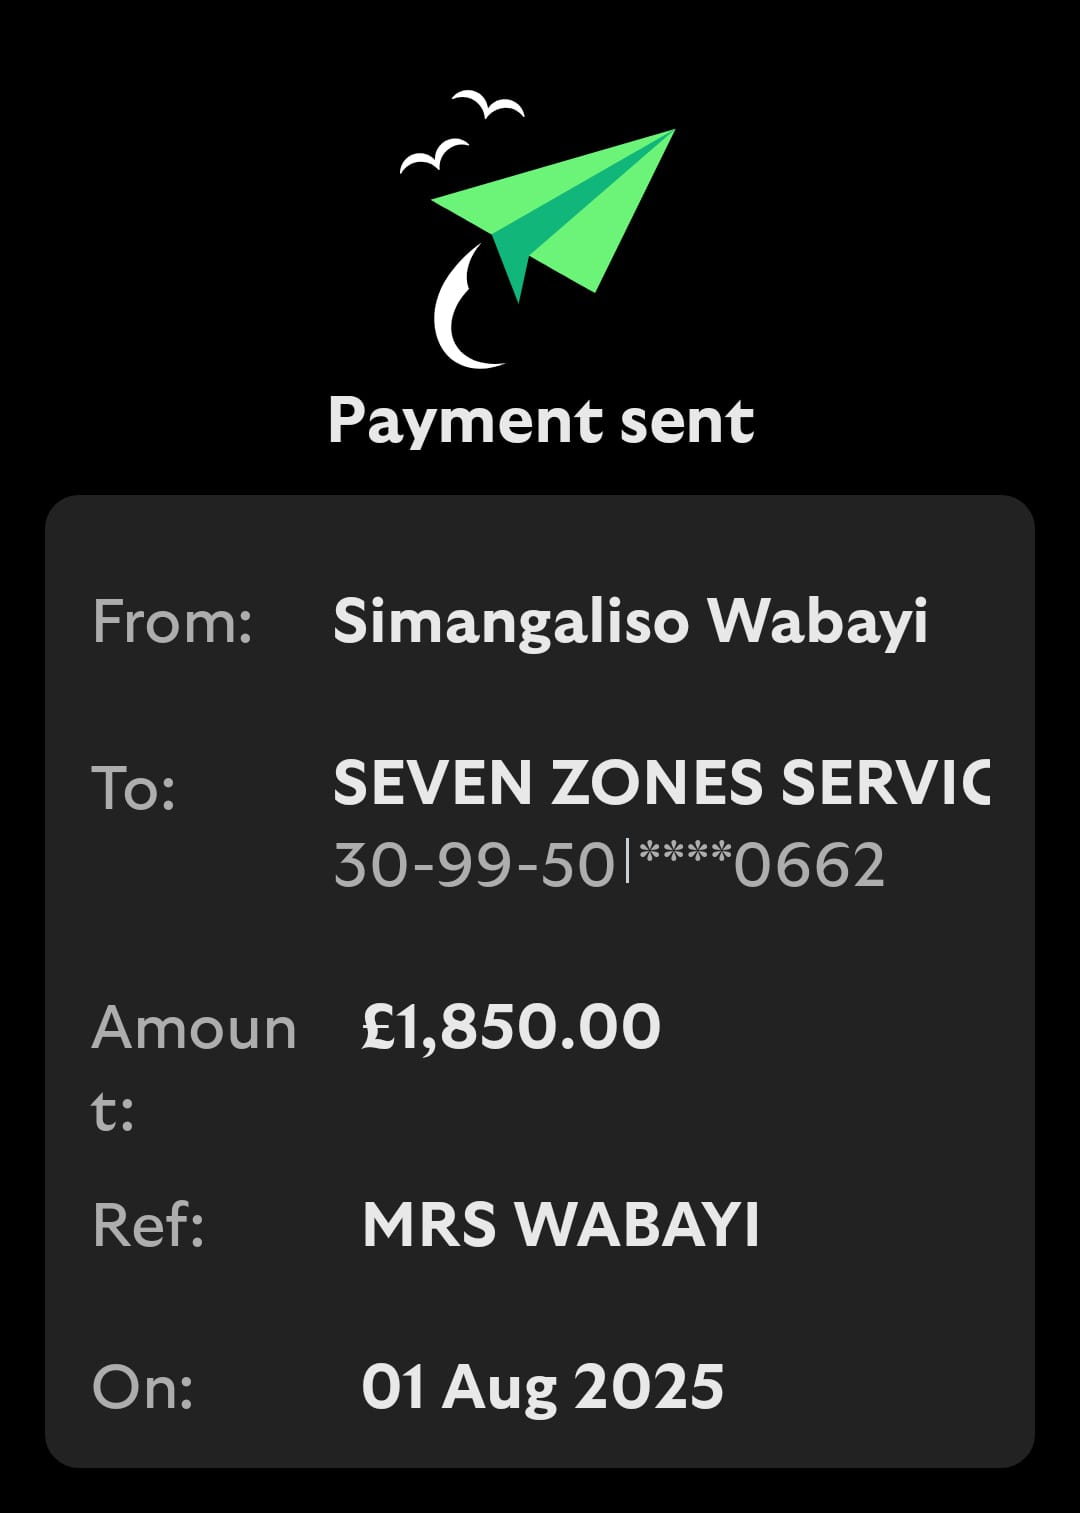 Payment sent
From: Simangaliso Wabayi
To: SEVEN ZONES SERVIC
30-99-50|****0662
Amoun £1,850.00
t:
Ref: MRS WABAYI
On: 01 Aug 2025